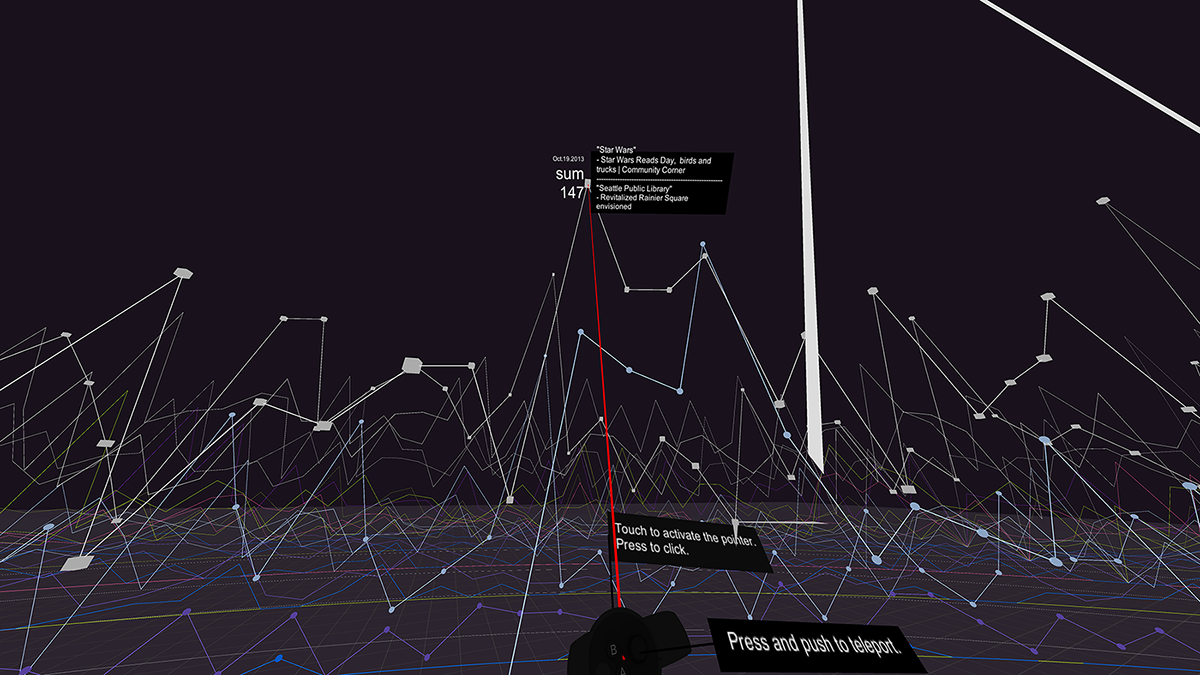 Oct.19.2013
sum
147
"Star Wars"
- Star Wars Reads Day, birds and
trucks | Community Corner
"Seattle Public Library"
- Revitalized Rainier Square
envisioned
Touch to activate the pointer.
Press to click.
B
A
Press and push to teleport.